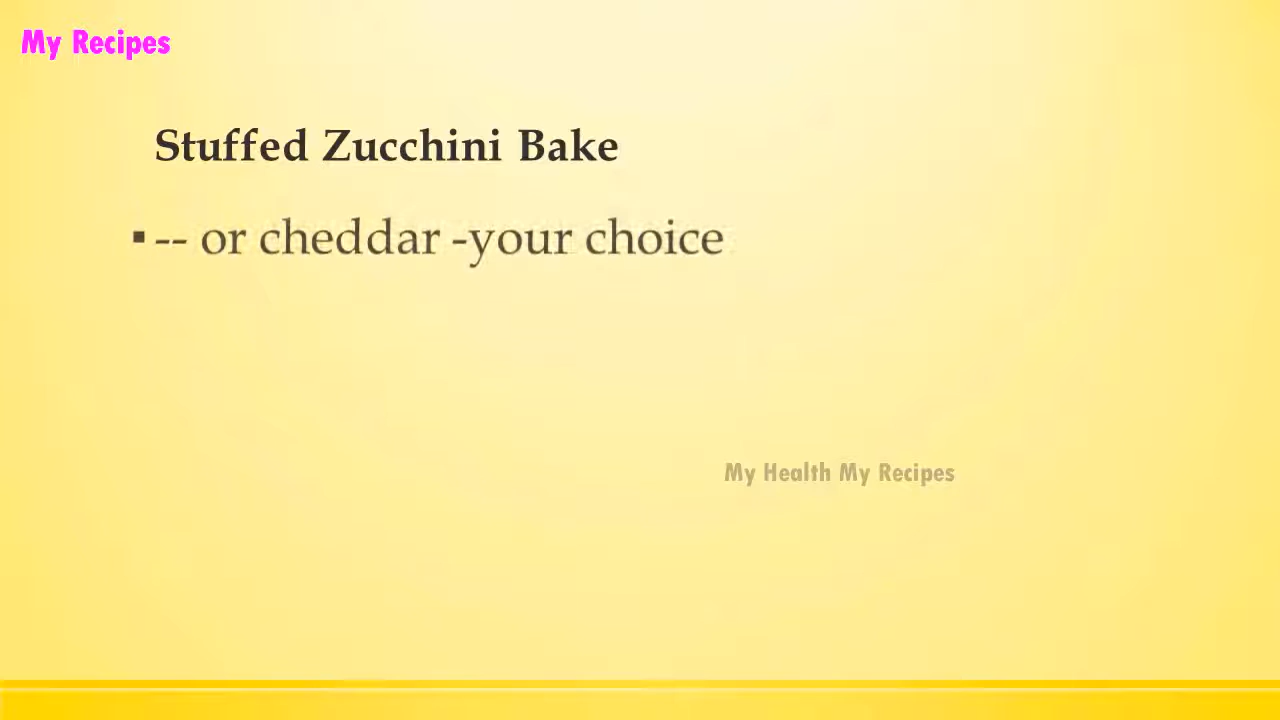 My Recipes
Stuffed Zucchini Bake
▪ -- or cheddar -your choice
My Health My Recipes